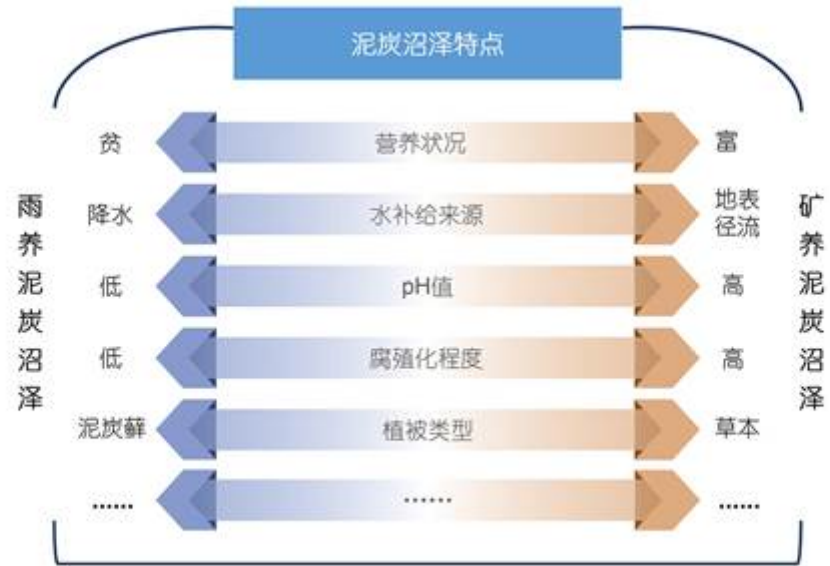 泥炭沼泽特点
雨养泥炭沼泽
矿养泥炭沼泽
贫 营养状况 富
降水 水补给来源 地表
径流
低 pH值 高
低 腐殖化程度 高
泥炭藓 植被类型 草本
...... ...... ......